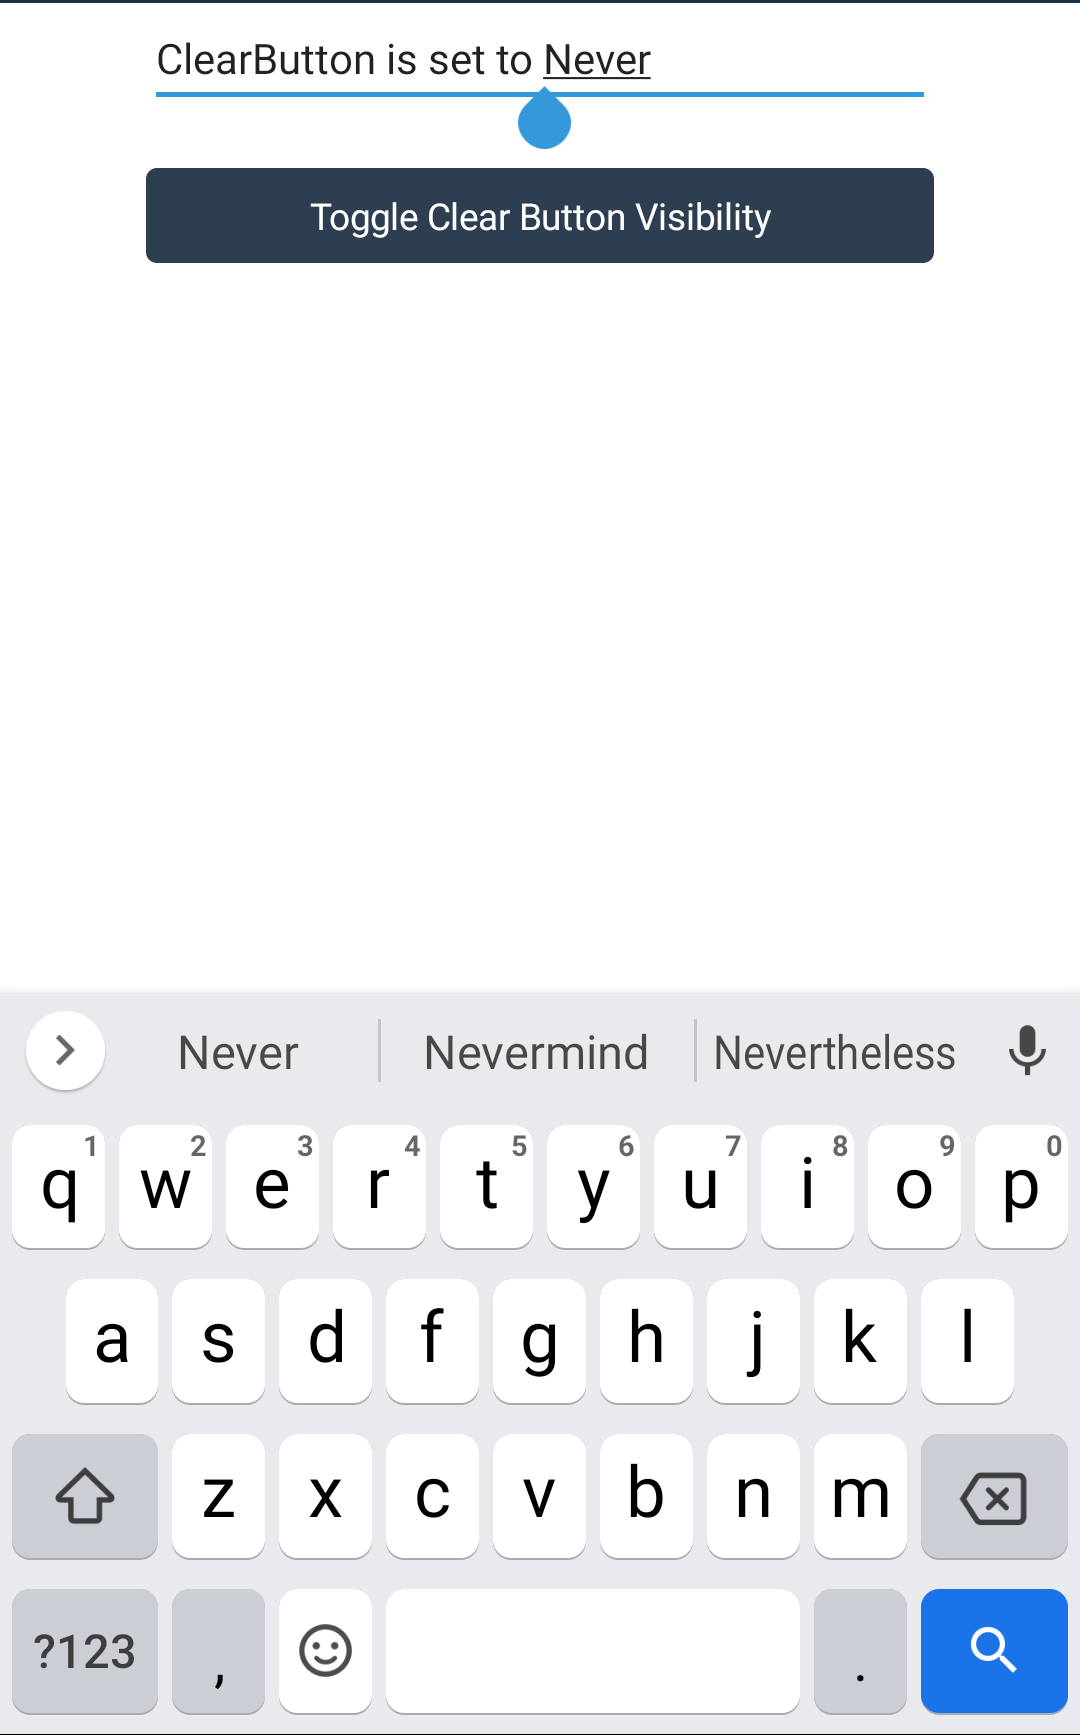 ClearButton is set to Never
Toggle Clear Button Visibility
Never Nevermind Nevertheless
1 2 3 4 5 6 7 8 9 0
q w e r t y u i o p
a s d f g h j k l
z x c v b n m
?123 , .